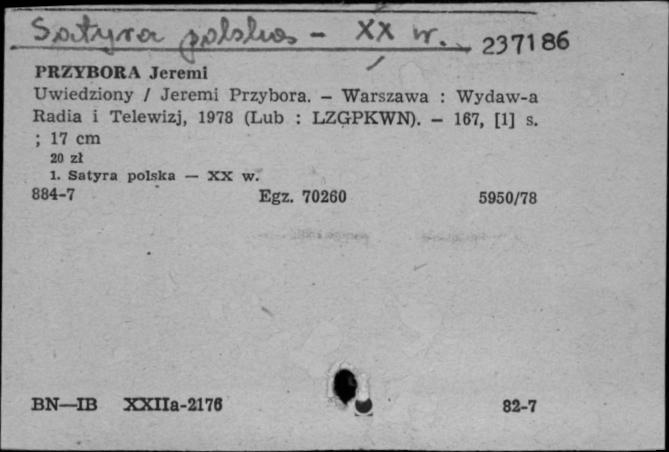 Satyra polska - XX w. 237186
PRZYBORA Jeremi
Uwiedziony / Jeremi Przybora. — Warszawa : Wydaw-a
Radia i Telewizj, 1978 (Lub : LZGPKWN). — 167, [1] s.
; 17 cm
20 zł
1. Satyra polska — XX w.
884-7 Egz. 70260 5950/78
BN—IB XXIIa-2176 82-7